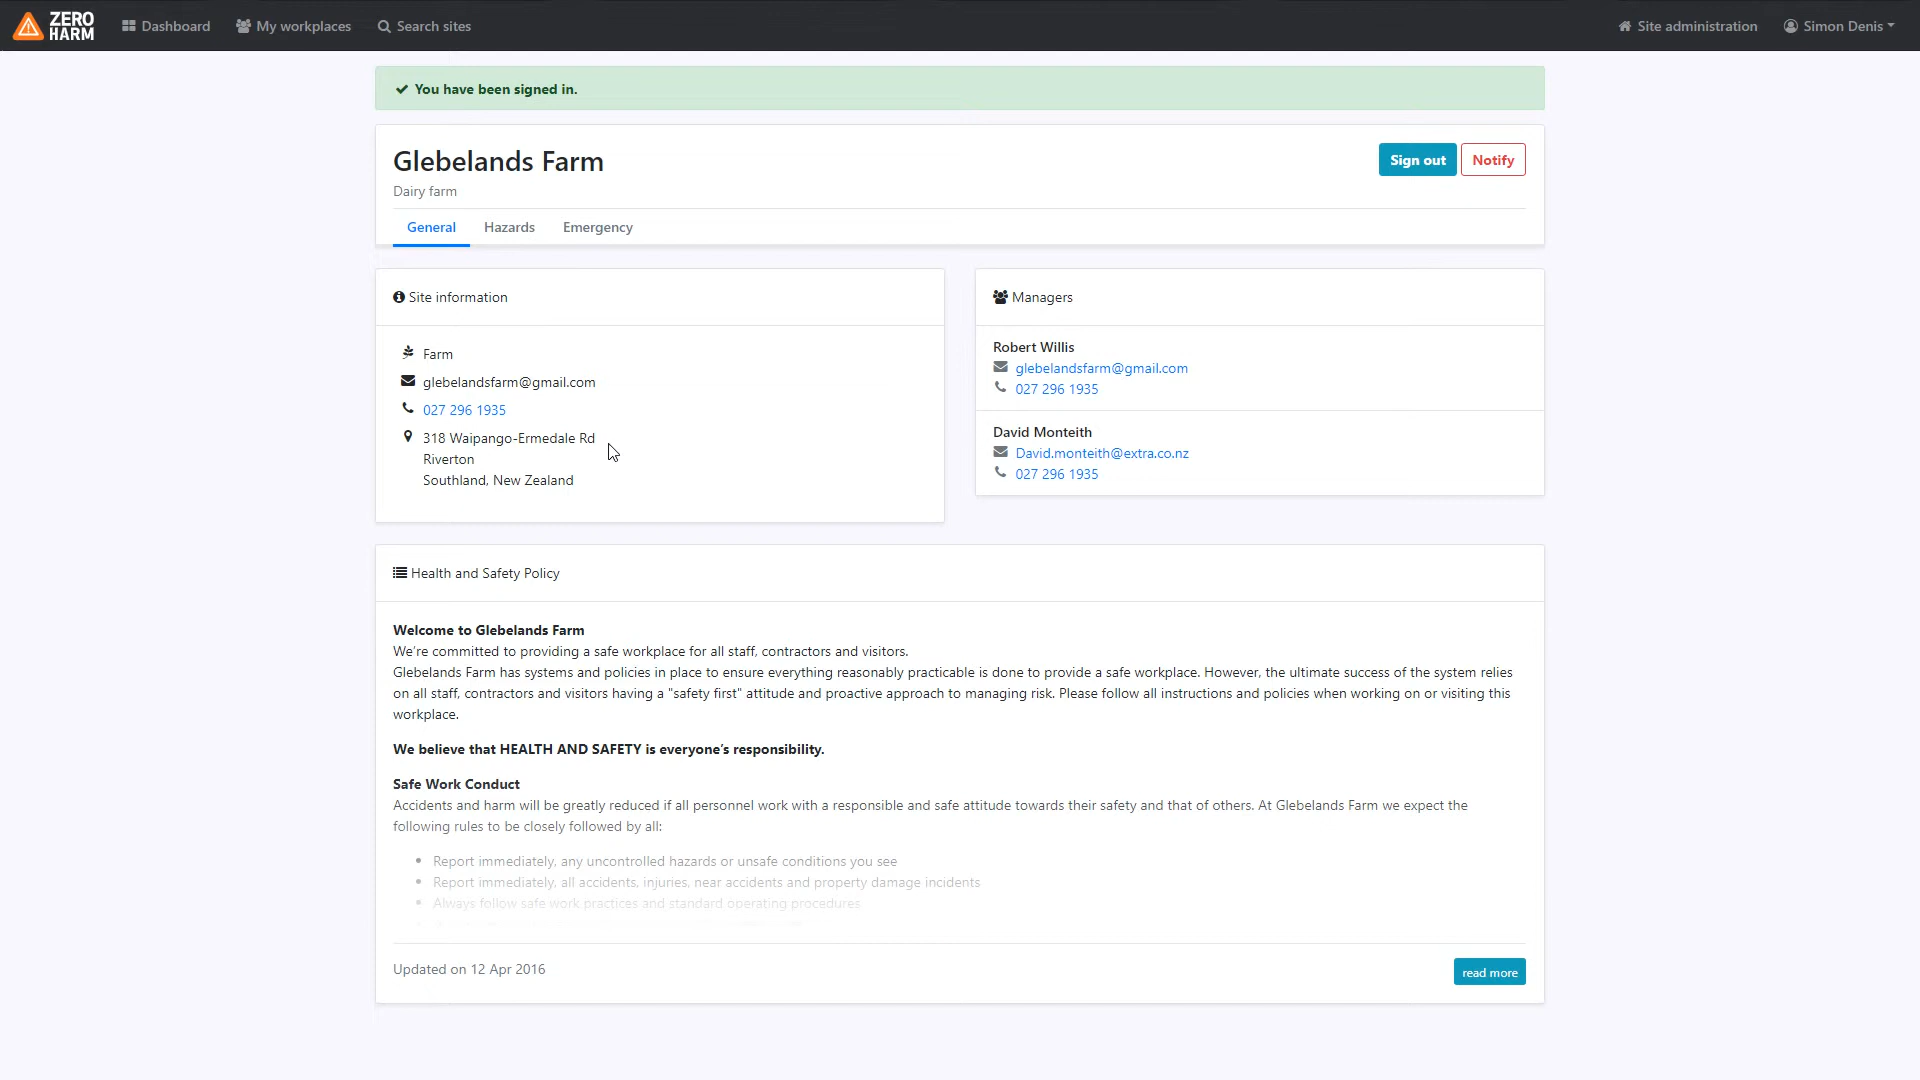 ZERO HARM
Dashboard
My workplaces
Search sites
Site administration
Simon Denis
You have been signed in.
Glebelands Farm
Sign out
Notify
Dairy farm
General
Hazards
Emergency
Site information
Farm
glebelandsfarm@gmail.com
027 296 1935
318 Waipango-Ermedale Rd
Riverton
Southland, New Zealand
Managers
Robert Willis
glebelandsfarm@gmail.com
027 296 1935
David Monteith
David.monteith@extra.co.nz
027 296 1935
Health and Safety Policy
Welcome to Glebelands Farm
We're committed to providing a safe workplace for all staff, contractors and visitors.
Glebelands Farm has systems and policies in place to ensure everything reasonably practicable is done to provide a safe workplace. However, the ultimate success of the system relies
on all staff, contractors and visitors having a "safety first" attitude and proactive approach to managing risk. Please follow all instructions and policies when working on or visiting this
workplace.
We believe that HEALTH AND SAFETY is everyone's responsibility.
Safe Work Conduct
Accidents and harm will be greatly reduced if all personnel work with a responsible and safe attitude towards their safety and that of others. At Glebelands Farm we expect the
following rules to be closely followed by all:
Report immediately, any uncontrolled hazards or unsafe conditions you see
Report immediately, all accidents, injuries, near accidents and property damage incidents
Always follow safe work practices and standard operating procedures
Updated on 12 Apr 2016
read more